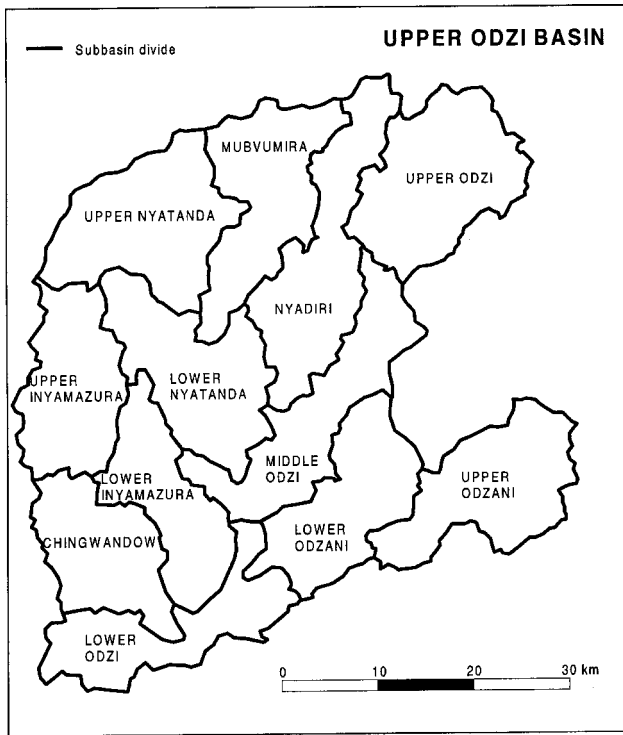 UPPER ODZI BASIN
Subbasin divide
MUBVUMIRA
UPPER ODZI
UPPER NYATANDA
NYADIRI
UPPER
INYAMAZURA
LOWER
NYATANDA
MIDDLE
ODZI
UPPER
ODZANI
LOWER
INYAMAZURA
LOWER
ODZANI
CHINGWANDOW
LOWER
ODZI
0 10 20 30 km